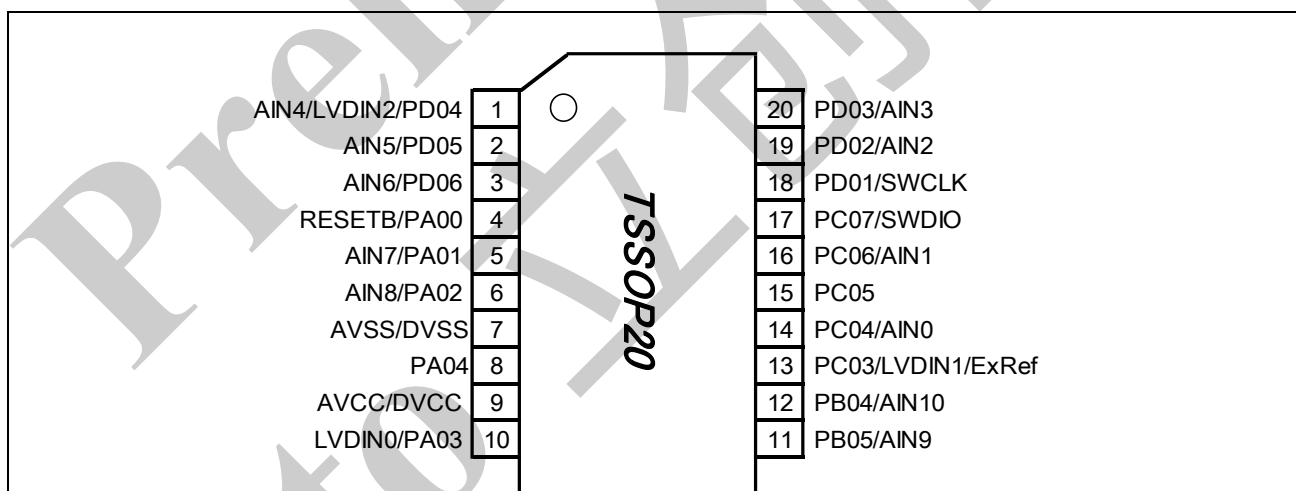 AIN4/LVDIN2/PD04 1 20 PD03/AIN3
AIN5/PD05 2 19 PD02/AIN2
AIN6/PD06 3 18 PD01/SWCLK
RESETB/PA00 4 17 PC07/SWDIO
AIN7/PA01 5 16 PC06/AIN1
AIN8/PA02 6 15 PC05
AVSS/DVSS 7 14 PC04/AIN0
PA04 8 13 PC03/LVDIN1/ExRef
AVCC/DVCC 9 12 PB04/AIN10
LVDIN0/PA03 10 11 PB05/AIN9
TSSOP20
to 立创